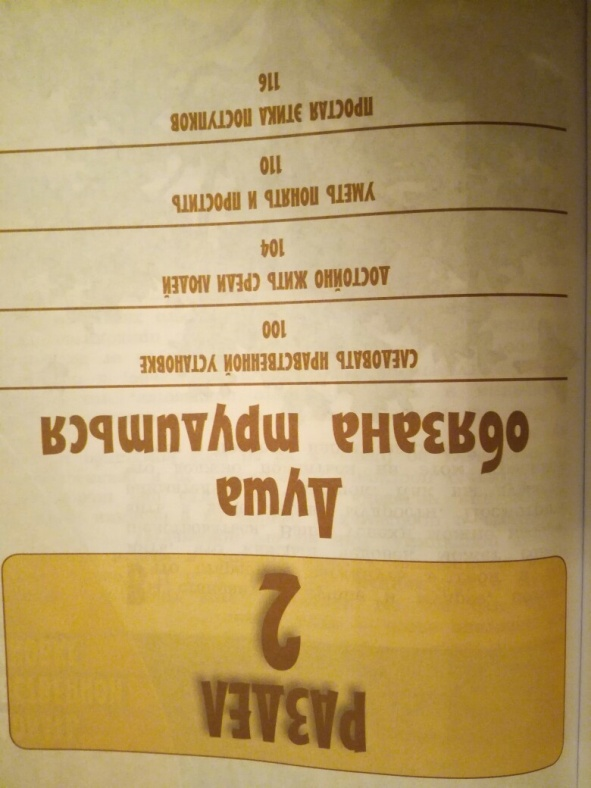 РАЗДЕЛ
2
Душа
обязана трудиться
СЛЕДОВАТЬ НРАВСТВЕННОЙ УСТАНОВКЕ
100
ДОСТОЙНО ЖИТЬ СРЕДИ ЛЮДЕЙ
104
УМЕТЬ ПОНЯТЬ И ПРОСТИТЬ
110
ПРОСТАЯ ЭТИКА ПОСТУПКОВ
116